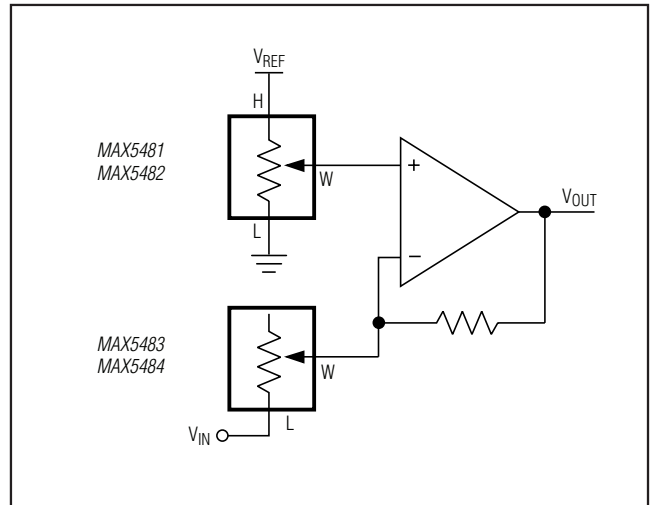 VREF
H
MAX5481
MAX5482
W
+
L
VOUT
−
MAX5483
MAX5484
W
L
VIN